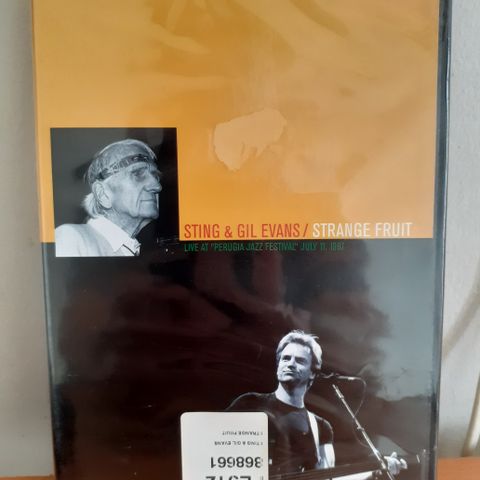 STING & GIL EVANS / STRANGE FRUIT
LIVE AT "PERUGIA JAZZ FESTIVAL" JULY 11, 1987
STING & GIL EVANS
STRANGE FRUIT
368661